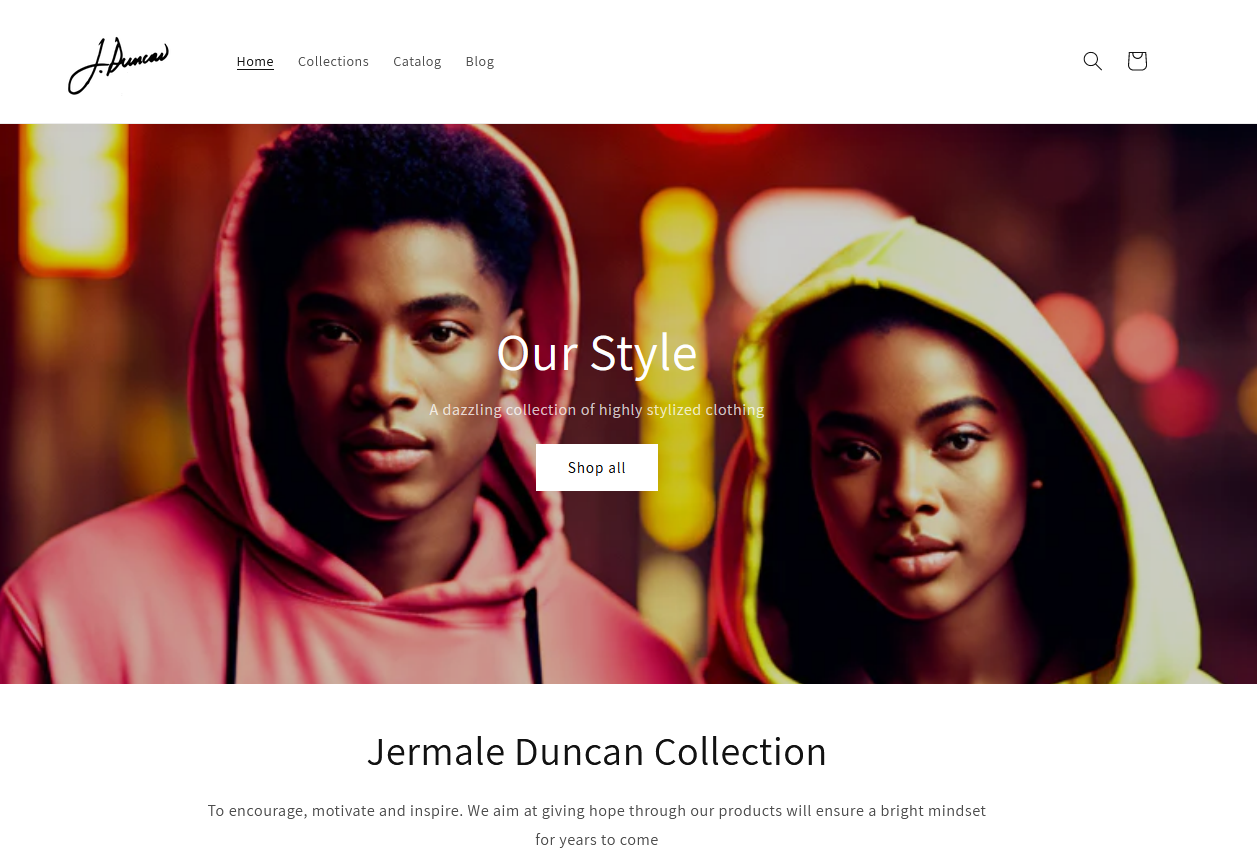 J. Duncan
Home Collections Catalog Blog
Our Style
A dazzling collection of highly stylized clothing
Shop all
Jermale Duncan Collection
To encourage, motivate and inspire. We aim at giving hope through our products will ensure a bright mindset
for years to come